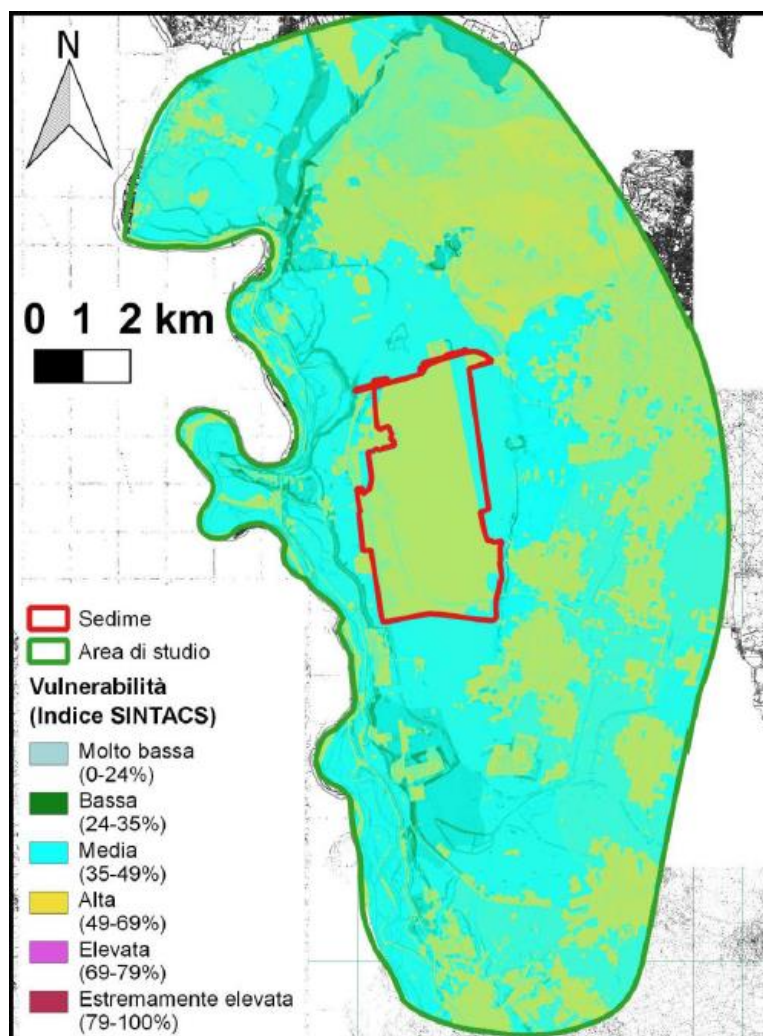 N
0 1 2 km
Sedime
Area di studio
Vulnerabilità
(Indice SINTACS)
Molto bassa
(0-24%)
Bassa
(24-35%)
Media
(35-49%)
Alta
(49-69%)
Elevata
(69-79%)
Estremamente elevata
(79-100%)